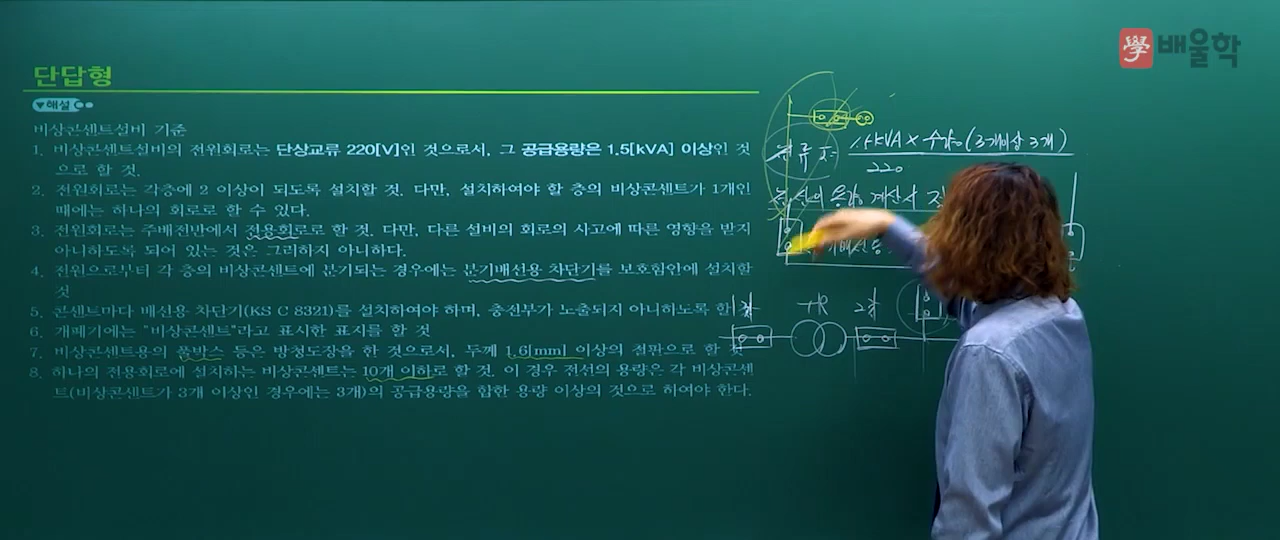 배울학
단답형
해설
비상콘센트설비 기준
1. 비상콘센트설비의 전원회로는 단상교류 220[V]인 것으로서, 그 공급용량은 1.5[kVA] 이상인 것
으로 할 것.
2. 전원회로는 각층에 2 이상이 되도록 설치할 것. 다만, 설치하여야 할 층의 비상콘센트가 1개인
때에는 하나의 회로로 할 수 있다.
3. 전원회로는 주배전반에서 전용회로로 할 것. 다만, 다른 설비의 회로의 사고에 따른 영향을 받지
아니하도록 되어 있는 것은 그러하지 아니하다.
4. 전원으로부터 각 층의 비상콘센트에 분기되는 경우에는 분기배선용 차단기를 보호함안에 설치할
것
5. 콘센트마다 배선용 차단기(KS C 8321)를 설치하여야 하며, 충전부가 노출되지 아니하도록 할
6. 개폐기에는 "비상콘센트"라고 표시한 표지를 할 것
7. 비상콘센트용의 풀박스 등은 방청도장을 한 것으로서, 두께 1.6[mm] 이상의 철판으로 할 것
8. 하나의 전용회로에 설치하는 비상콘센트는 10개 이하로 할 것. 이 경우 전선의 용량은 각 비상콘센
트(비상콘센트가 3개 이상인 경우에는 3개)의 공급용량을 합한 용량 이상의 것으로 하여야 한다.
전류 I= kVA × 수량 (3개이상 3개)
220
전선의 용량 계산시
TR